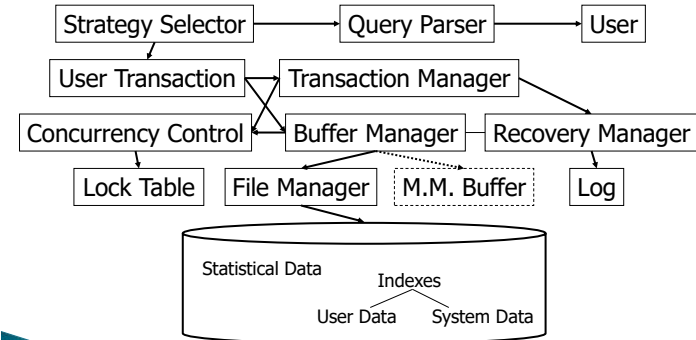 Strategy Selector Query Parser User
User Transaction Transaction Manager
Concurrency Control Buffer Manager Recovery Manager
Lock Table File Manager M.M. Buffer Log
Statistical Data
Indexes
User Data System Data